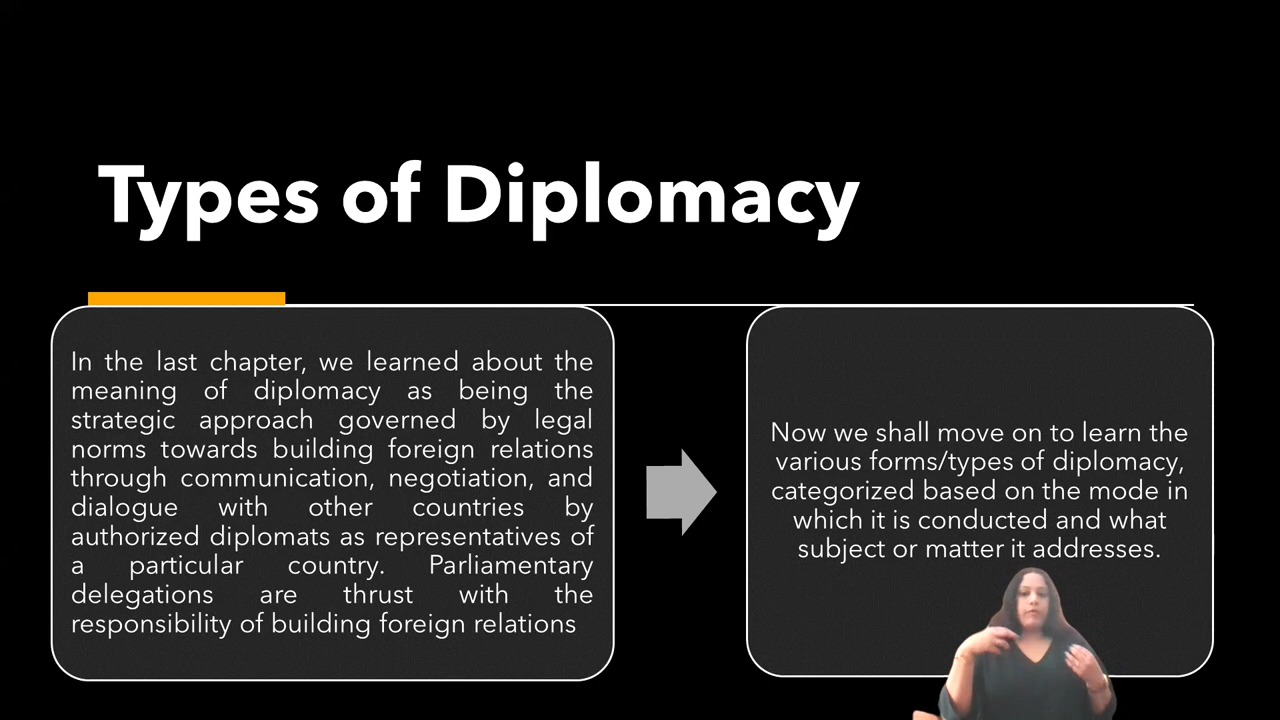 Types of Diplomacy
In the last chapter, we learned about the
meaning of diplomacy as being the
strategic approach governed by legal
norms towards building foreign relations
through communication, negotiation, and
dialogue with other countries by
authorized diplomats as representatives of
a particular country. Parliamentary
delegations are thrust with the
responsibility of building foreign relations
Now we shall move on to learn the
various forms/types of diplomacy,
categorized based on the mode in
which it is conducted and what
subject or matter it addresses.